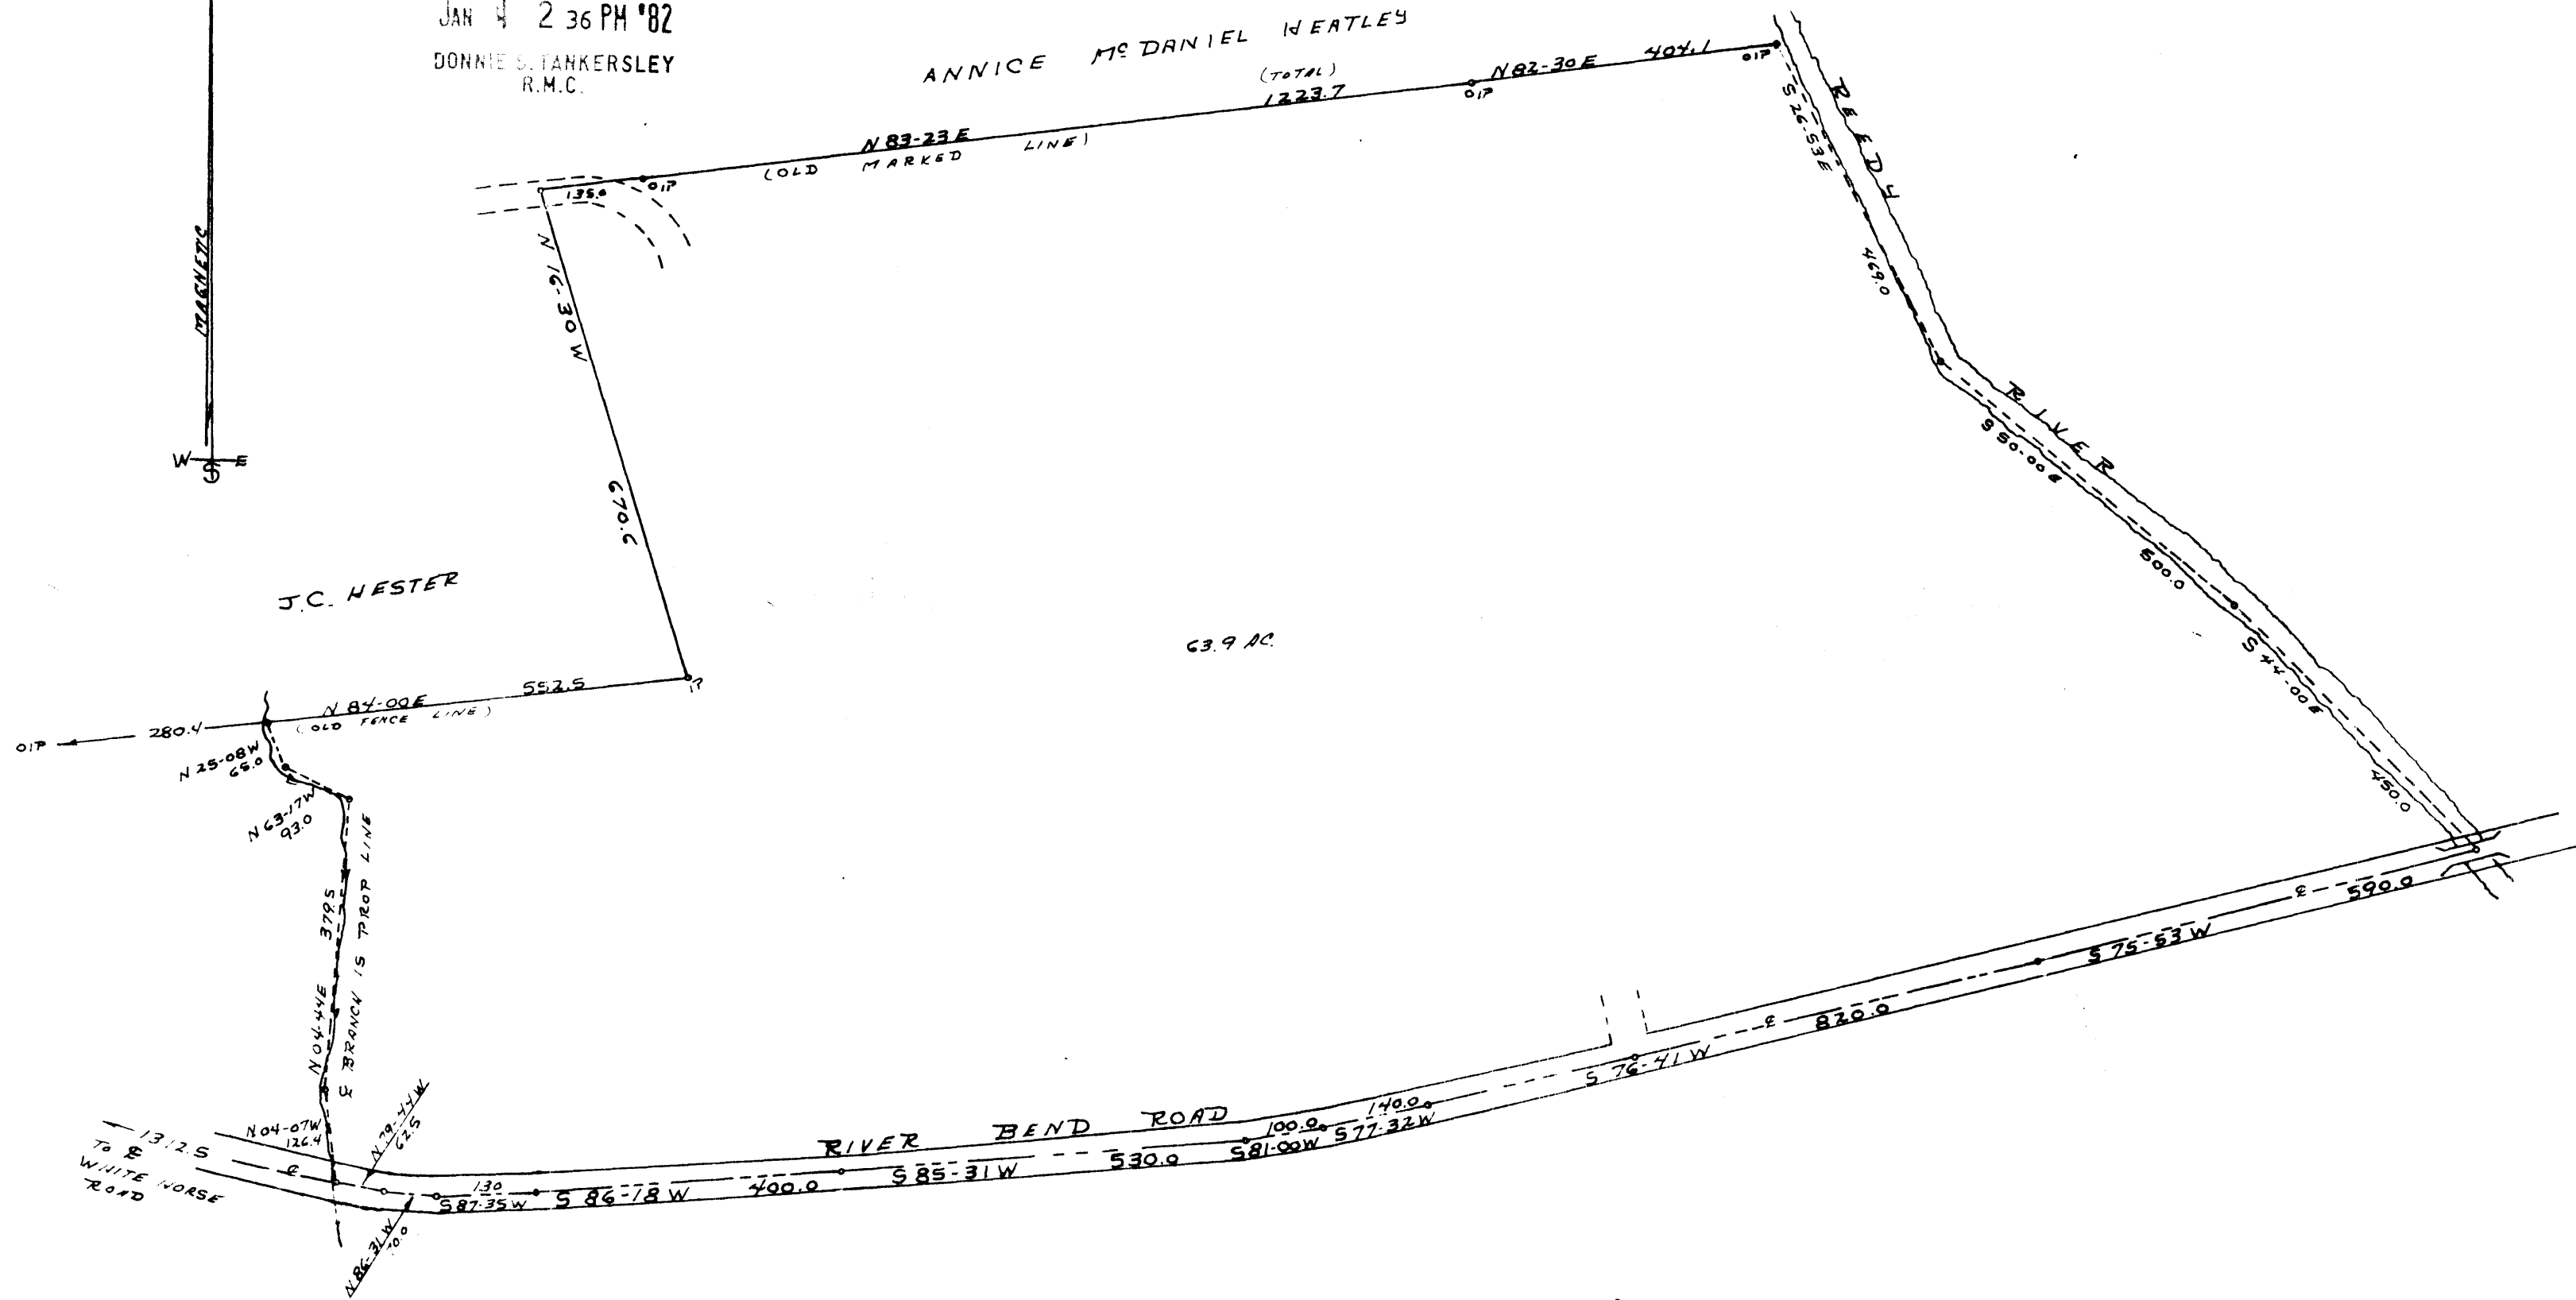 JAN 4 2 36 PM '82
DONNIE S. TANKERSLEY
R.M.C.
ANNICE McDANIEL HEATLEY
(TOTAL)
1223.7
N 82-30 E 404.1
OIP
OIP
N 83-23 E
(OLD MARKED LINE)
135.0
OIP
REEDY
S 26-53 E
469.0
RIVER
S 50-00 E
500.0
S 44-00 E
450.0
MAGNETIC
W E
S
N 16-30 W
670.6
J.C. HESTER
63.9 AC.
IP
N 84-00 E 552.5
(OLD FENCE LINE)
OIP 280.4
N 25-08 W
65.0
N 63-17 W
93.0
379.5
N 04-44 E
℄ BRANCH IS PROP LINE
N 04-07 W
126.4
N 79-44 W
62.5
1312.5
TO ℄
WHITE HORSE
ROAD
℄
N 86-31 W
70.0
130
S 87-35 W
S 86-18 W 400.0
RIVER BEND ROAD
S 85-31 W 530.0
100.0
S 81-00 W
140.0
S 77-32 W
S 76-41 W
℄ 820.0
S 75-53 W
℄ 590.0